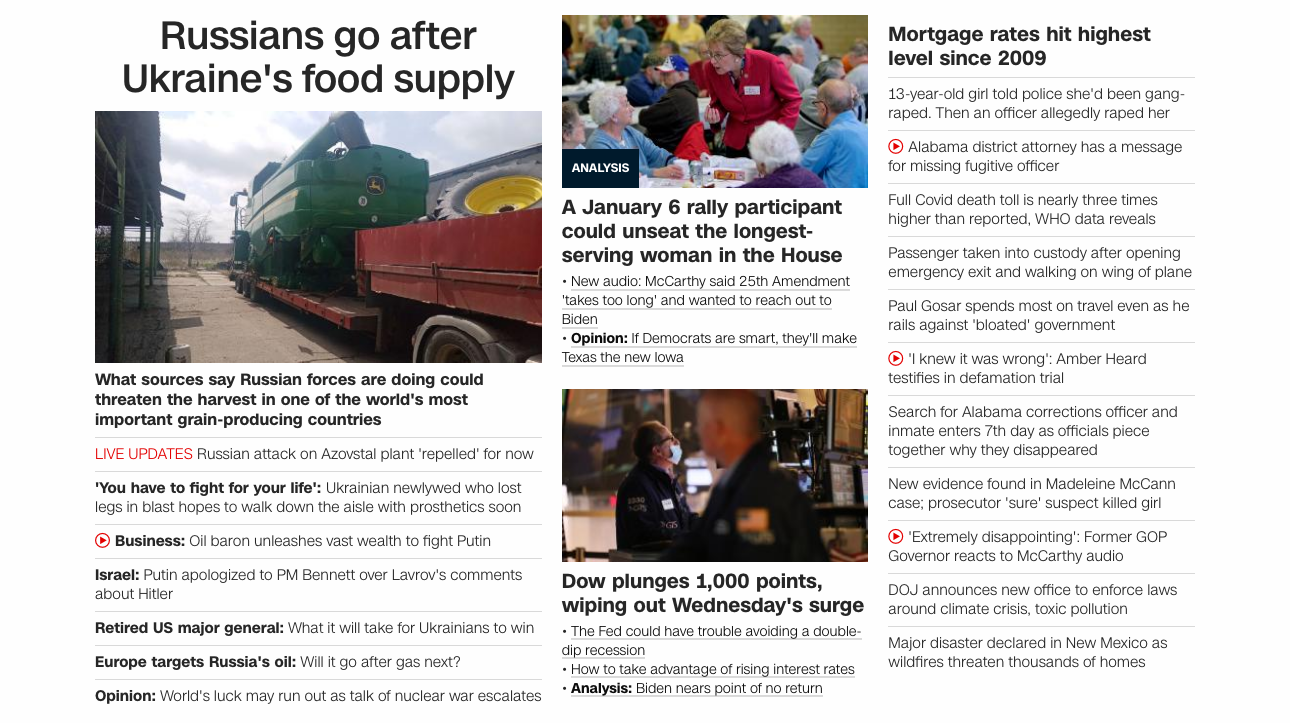 Russians go after
Ukraine's food supply
What sources say Russian forces are doing could
threaten the harvest in one of the world's most
important grain-producing countries
LIVE UPDATES Russian attack on Azovstal plant 'repelled' for now
'You have to fight for your life': Ukrainian newlywed who lost
legs in blast hopes to walk down the aisle with prosthetics soon
Business: Oil baron unleashes vast wealth to fight Putin
Israel: Putin apologized to PM Bennett over Lavrov's comments
about Hitler
Retired US major general: What it will take for Ukrainians to win
Europe targets Russia's oil: Will it go after gas next?
Opinion: World's luck may run out as talk of nuclear war escalates
ANALYSIS
A January 6 rally participant
could unseat the longest-
serving woman in the House
• New audio: McCarthy said 25th Amendment
'takes too long' and wanted to reach out to
Biden
• Opinion: If Democrats are smart, they'll make
Texas the new Iowa
Dow plunges 1,000 points,
wiping out Wednesday's surge
• The Fed could have trouble avoiding a double-
dip recession
• How to take advantage of rising interest rates
• Analysis: Biden nears point of no return
Mortgage rates hit highest
level since 2009
13-year-old girl told police she'd been gang-
raped. Then an officer allegedly raped her
Alabama district attorney has a message
for missing fugitive officer
Full Covid death toll is nearly three times
higher than reported, WHO data reveals
Passenger taken into custody after opening
emergency exit and walking on wing of plane
Paul Gosar spends most on travel even as he
rails against 'bloated' government
'I knew it was wrong': Amber Heard
testifies in defamation trial
Search for Alabama corrections officer and
inmate enters 7th day as officials piece
together why they disappeared
New evidence found in Madeleine McCann
case; prosecutor 'sure' suspect killed girl
'Extremely disappointing': Former GOP
Governor reacts to McCarthy audio
DOJ announces new office to enforce laws
around climate crisis, toxic pollution
Major disaster declared in New Mexico as
wildfires threaten thousands of homes